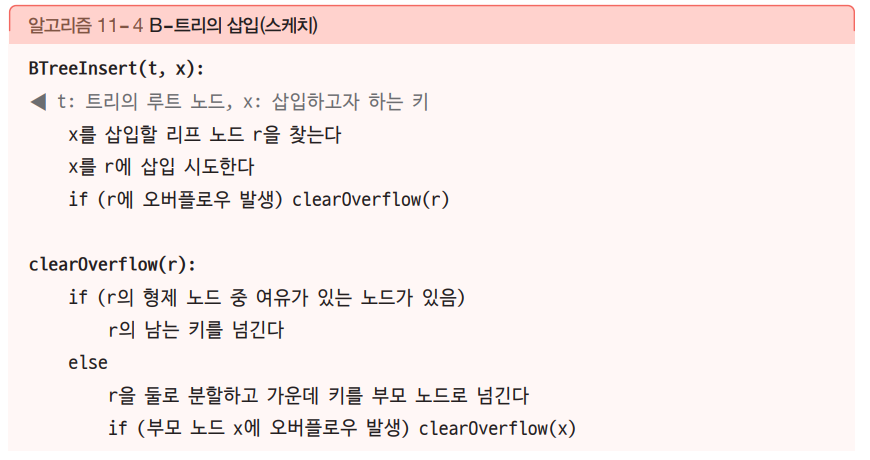 알고리즘 11-4 B-트리의 삽입(스케치)
BTreeInsert(t, x):
◀ t: 트리의 루트 노드, x: 삽입하고자 하는 키
x를 삽입할 리프 노드 r을 찾는다
x를 r에 삽입 시도한다
if (r에 오버플로우 발생) clearOverflow(r)
clearOverflow(r):
if (r의 형제 노드 중 여유가 있는 노드가 있음)
r의 남는 키를 넘긴다
else
r을 둘로 분할하고 가운데 키를 부모 노드로 넘긴다
if (부모 노드 x에 오버플로우 발생) clearOverflow(x)